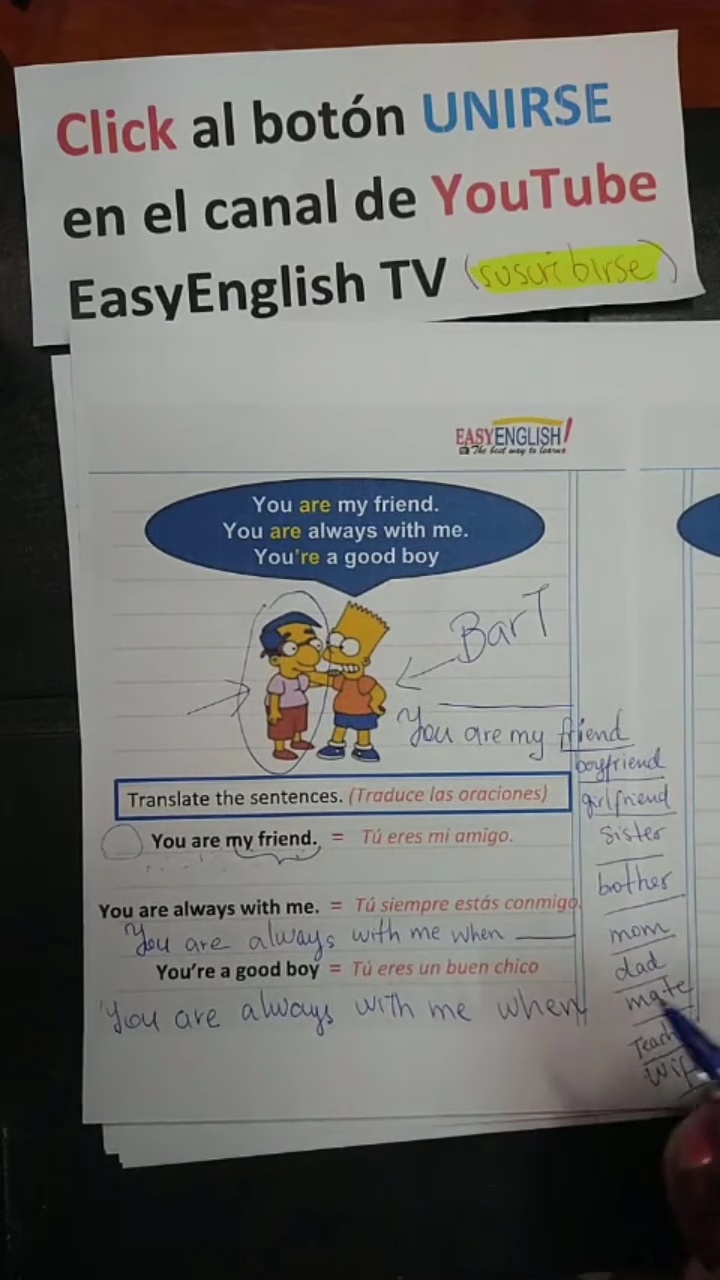 Click al botón UNIRSE
en el canal de YouTube
EasyEnglish TV (suscribirse)
EASYENGLISH!
The best way to learn
You are my friend.
You are always with me.
You're a good boy
BarT
You are my friend
boyfriend
girlfriend
sister
brother
mom
dad
mate
Teach
Wif
Translate the sentences. (Traduce las oraciones)
You are my friend. = Tú eres mi amigo.
You are always with me. = Tú siempre estás conmigo.
You are always with me when
You're a good boy = Tú eres un buen chico
You are always with me when